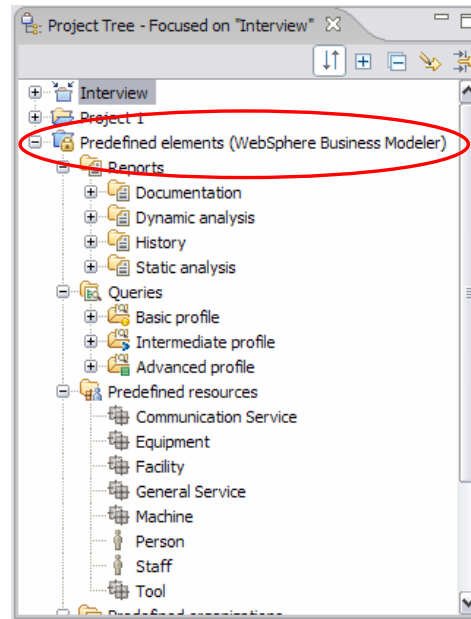 Project Tree - Focused on "Interview"
Interview
Project 1
Predefined elements (WebSphere Business Modeler)
Reports
Documentation
Dynamic analysis
History
Static analysis
Queries
Basic profile
Intermediate profile
Advanced profile
Predefined resources
Communication Service
Equipment
Facility
General Service
Machine
Person
Staff
Tool
Predefined organizations